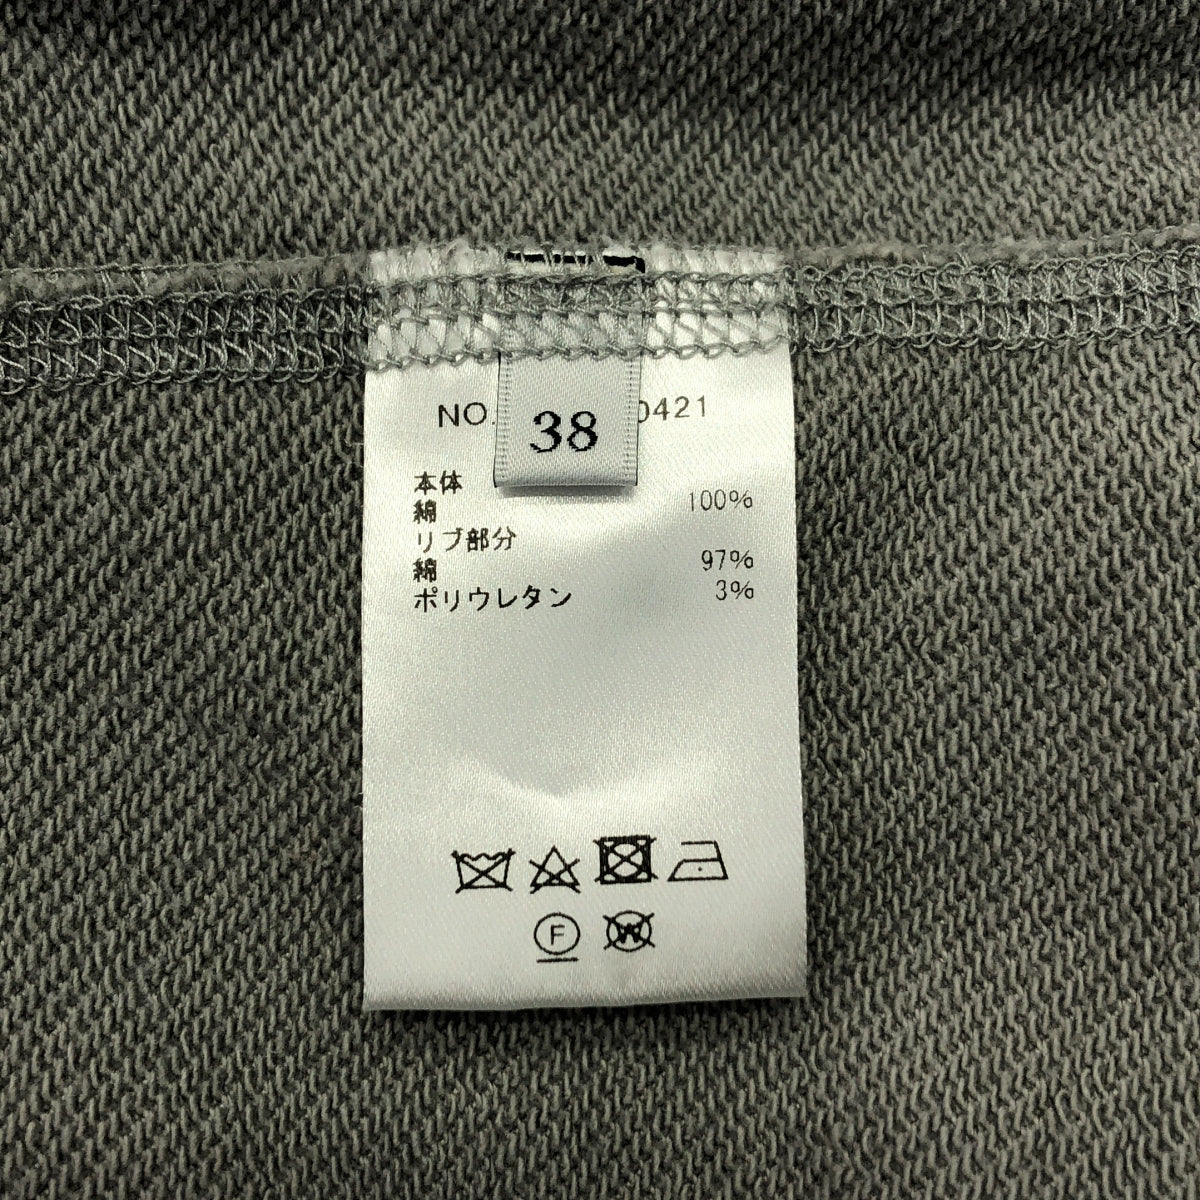 NO. 0421
38
本体
綿 100%
リブ部分
綿 97%
ポリウレタン 3%
F
W